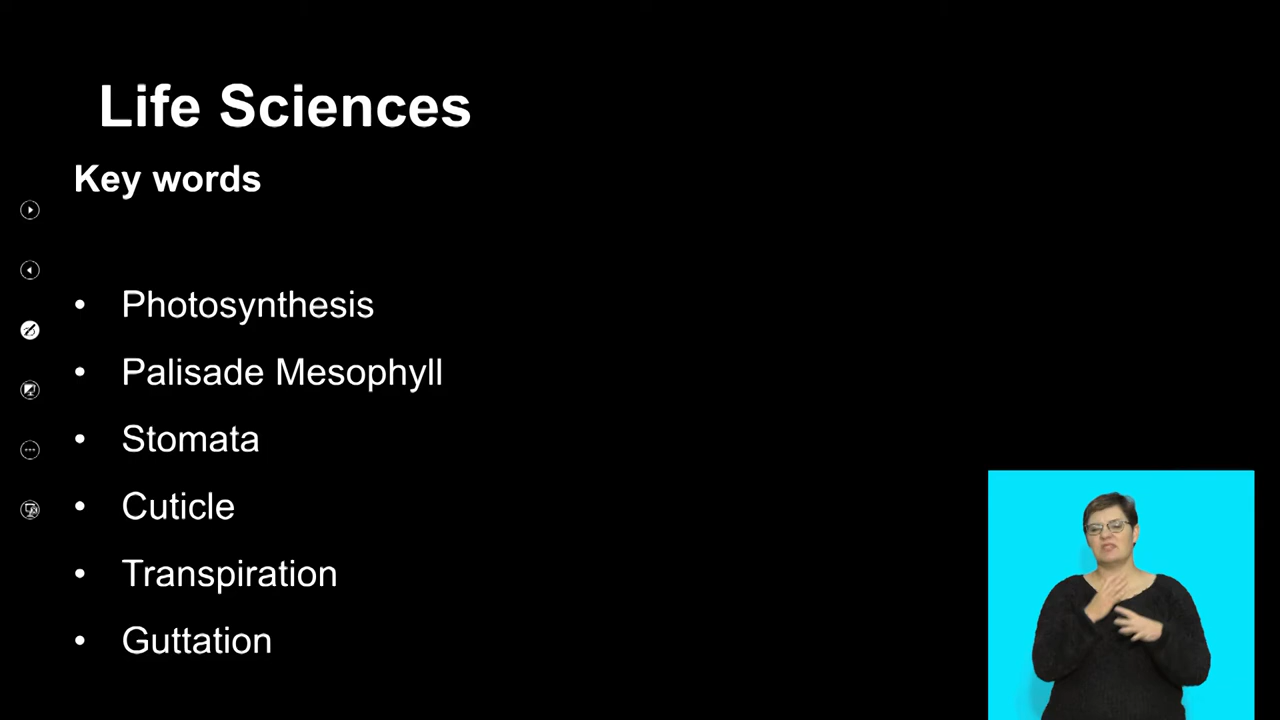 Life Sciences
Key words
• Photosynthesis
• Palisade Mesophyll
• Stomata
• Cuticle
• Transpiration
• Guttation